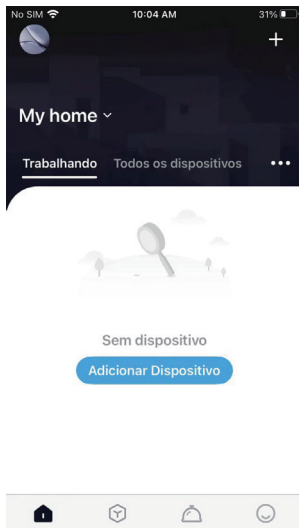 No SIM 10:04 AM 31%
My home
Trabalhando Todos os dispositivos
Sem dispositivo
Adicionar Dispositivo